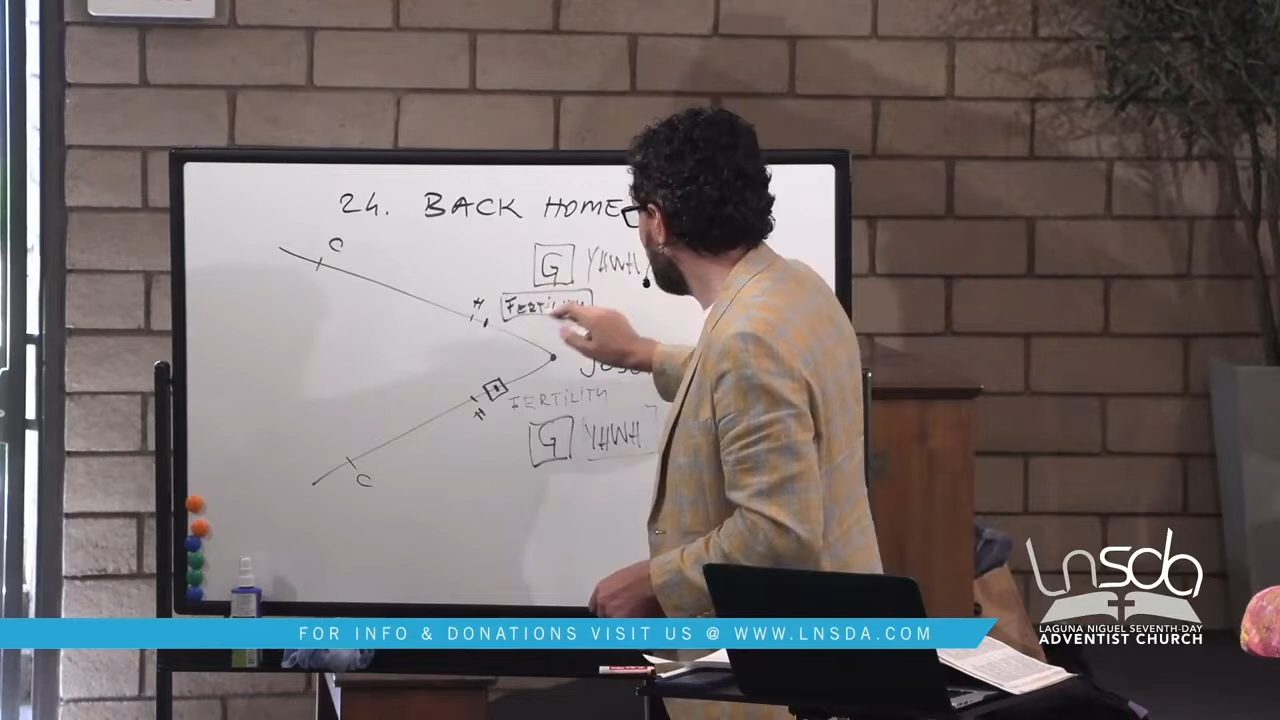 24. BACK HOME
C
G YHWH
H FERTILITY
H FERTILITY
G YHWH
C
FOR INFO & DONATIONS VISIT US @ WWW.LNSDA.COM
LnSDA
LAGUNA NIGUEL SEVENTH-DAY
ADVENTIST CHURCH